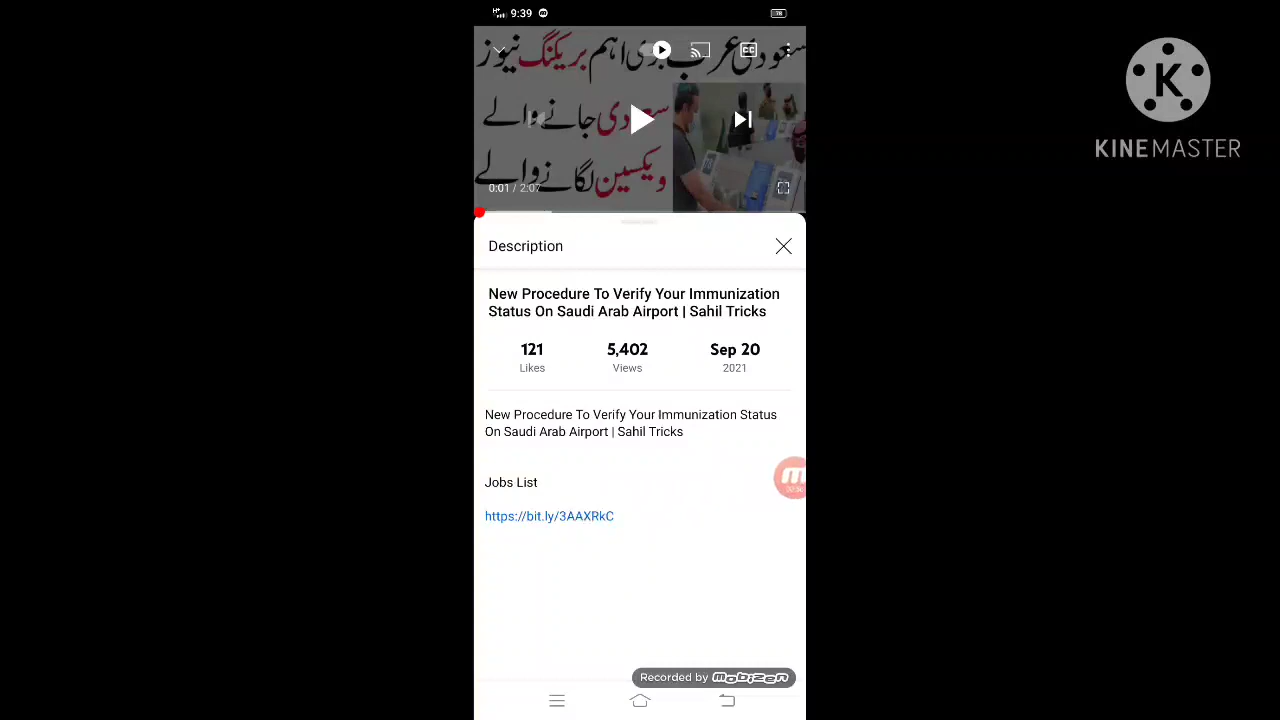 9:39
78
سعودی عرب بڑی اہم بریکنگ نیوز
CC
سعودی جانے والے
ویکسین لگانے والے
0:01 / 2:07
Description
New Procedure To Verify Your Immunization
Status On Saudi Arab Airport | Sahil Tricks
121 5,402 Sep 20
Likes Views 2021
New Procedure To Verify Your Immunization Status
On Saudi Arab Airport | Sahil Tricks
Jobs List
https://bit.ly/3AAXRkC
Recorded by mobizen
K
KINEMASTER